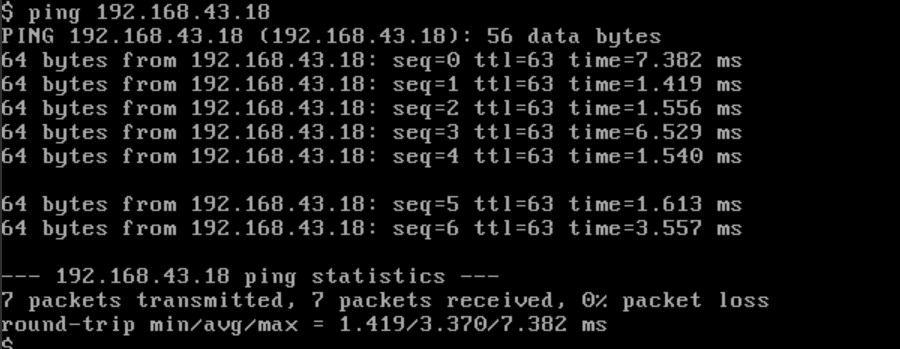 $ ping 192.168.43.18
PING 192.168.43.18 (192.168.43.18): 56 data bytes
64 bytes from 192.168.43.18: seq=0 ttl=63 time=7.382 ms
64 bytes from 192.168.43.18: seq=1 ttl=63 time=1.419 ms
64 bytes from 192.168.43.18: seq=2 ttl=63 time=1.556 ms
64 bytes from 192.168.43.18: seq=3 ttl=63 time=6.529 ms
64 bytes from 192.168.43.18: seq=4 ttl=63 time=1.540 ms
64 bytes from 192.168.43.18: seq=5 ttl=63 time=1.613 ms
64 bytes from 192.168.43.18: seq=6 ttl=63 time=3.557 ms
--- 192.168.43.18 ping statistics ---
7 packets transmitted, 7 packets received, 0% packet loss
round-trip min/avg/max = 1.419/3.370/7.382 ms
$